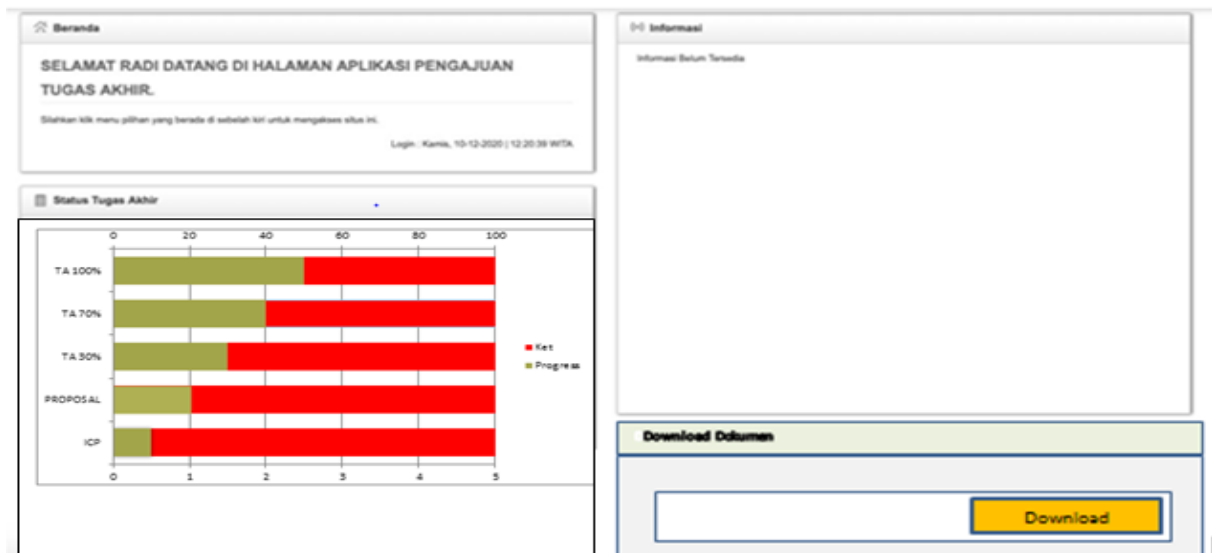 Beranda
SELAMAT RADI DATANG DI HALAMAN APLIKASI PENGAJUAN
TUGAS AKHIR.
Silahkan klik menu pilihan yang berada di sebelah kiri untuk mengakses situs ini.
Login : Kamis, 10-12-2020 | 12:20:39 WITA
Status Tugas Akhir
0 20 40 60 80 100
TA 100%
TA 70%
TA 30%
PROPOSAL
ICP
0 1 2 3 4 5
Ket
Progress
Informasi
Informasi Belum Tersedia
Download Dokumen
Download